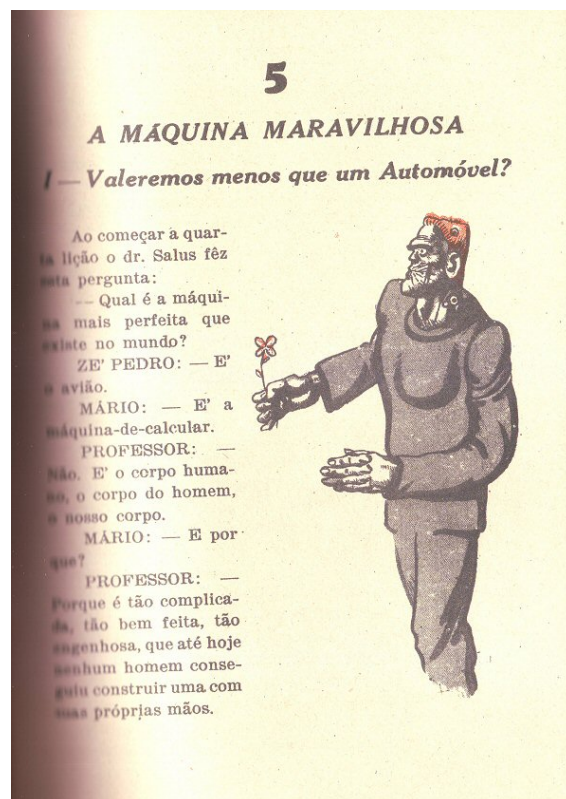 5
A MÁQUINA MARAVILHOSA
I — Valeremos menos que um Automóvel?
Ao começar a quar-
ta lição o dr. Salus fêz
esta pergunta:
— Qual é a máqui-
na mais perfeita que
existe no mundo?
ZE' PEDRO: — E'
o avião.
MÁRIO: — E' a
máquina-de-calcular.
PROFESSOR: —
Não. E' o corpo huma-
no, o corpo do homem,
o nosso corpo.
MÁRIO: — E por
que?
PROFESSOR: —
Porque é tão complica-
da, tão bem feita, tão
engenhosa, que até hoje
nenhum homem conse-
guiu construir uma com
suas próprias mãos.